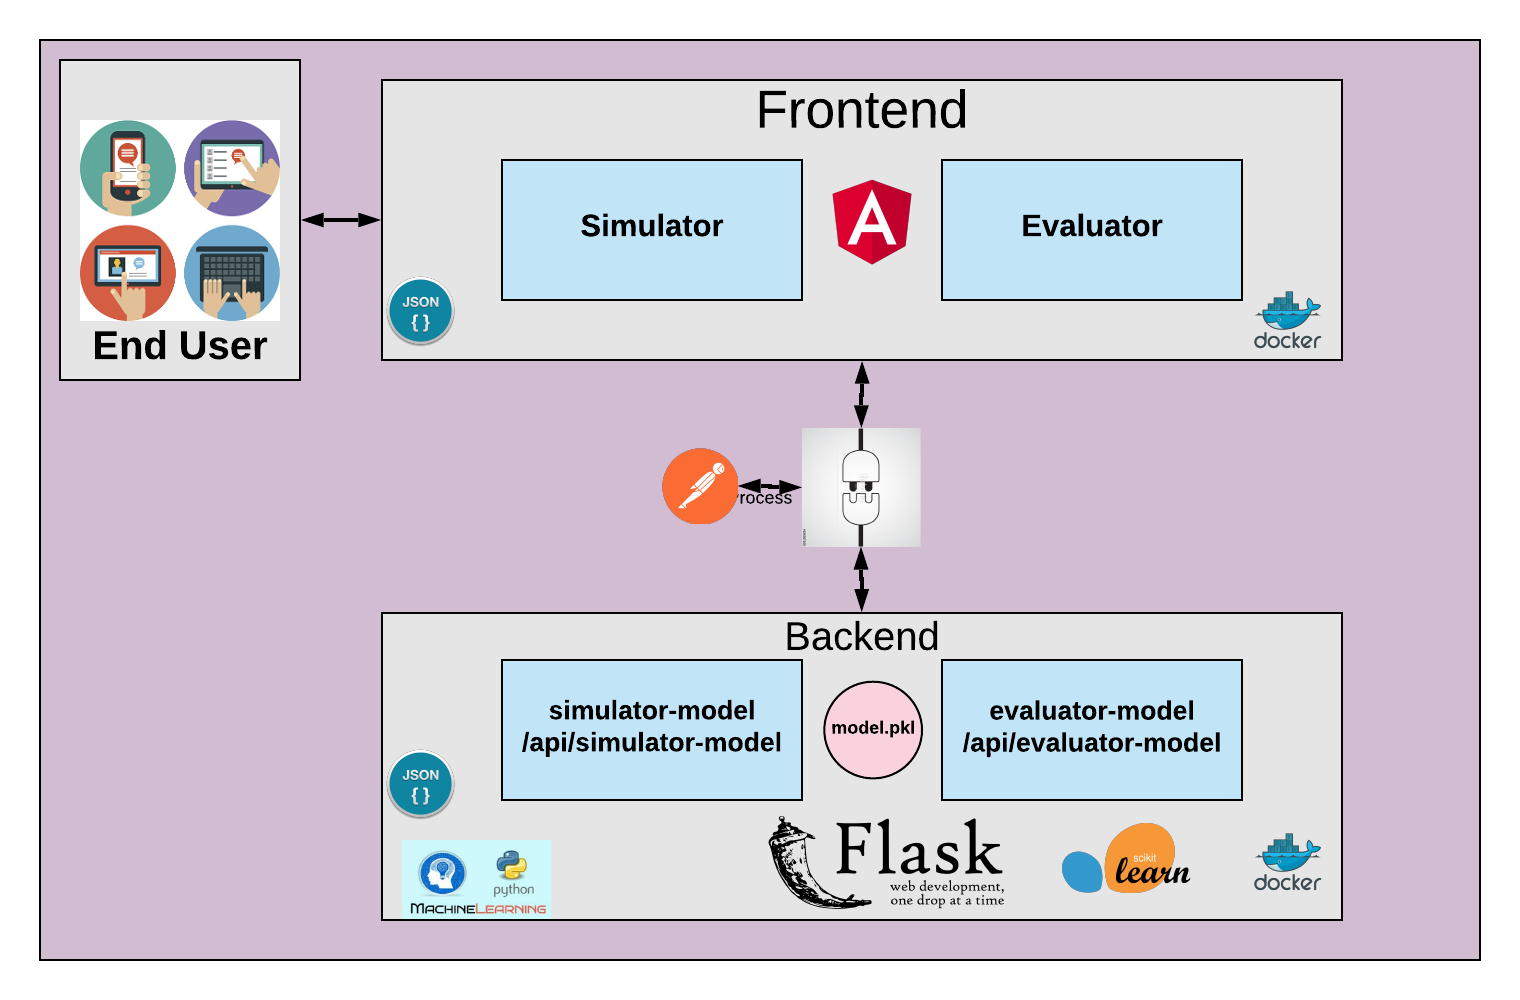 Frontend
Simulator
Evaluator
JSON
{ }
docker
End User
rocess
Backend
simulator-model
/api/simulator-model
model.pkl
evaluator-model
/api/evaluator-model
JSON
{ }
python
MACHINELEARNING
Flask
web development,
one drop at a time
scikit
learn
docker